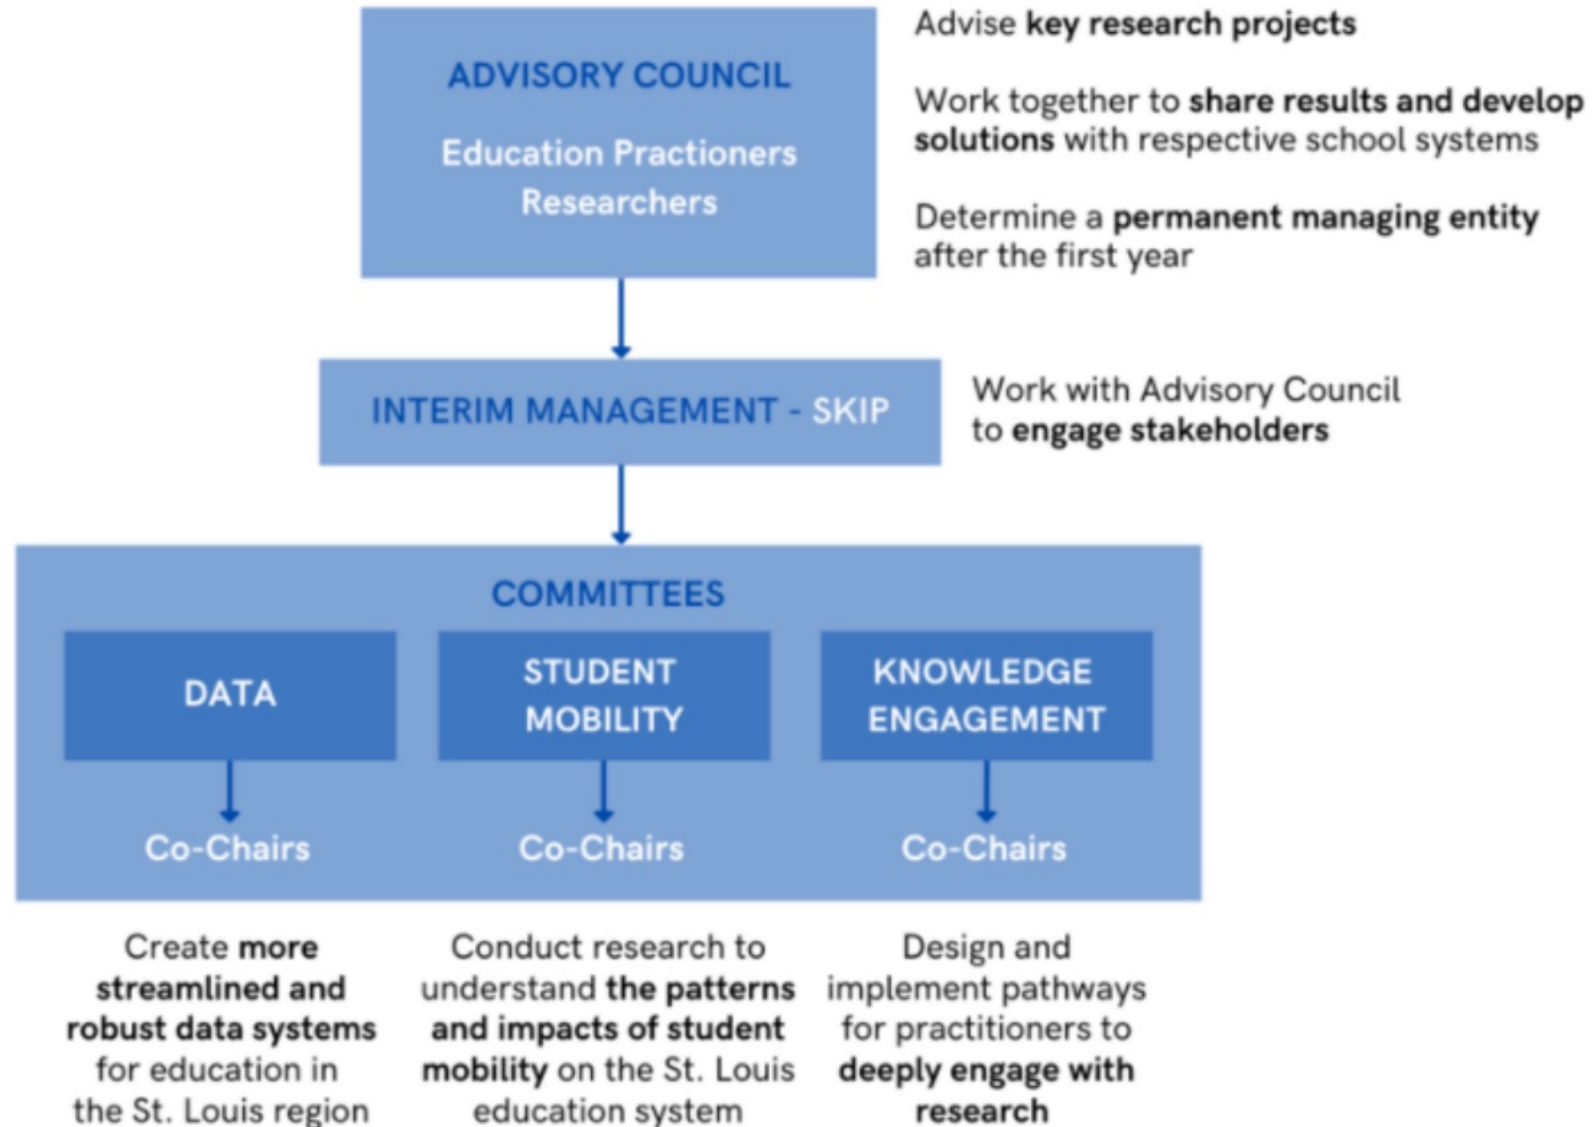 ADVISORY COUNCIL
Education Practioners
Researchers
Advise key research projects
Work together to share results and develop
solutions with respective school systems
Determine a permanent managing entity
after the first year
INTERIM MANAGEMENT - SKIP
Work with Advisory Council
to engage stakeholders
COMMITTEES
DATA
Co-Chairs
Create more
streamlined and
robust data systems
for education in
the St. Louis region
STUDENT
MOBILITY
Co-Chairs
Conduct research to
understand the patterns
and impacts of student
mobility on the St. Louis
education system
KNOWLEDGE
ENGAGEMENT
Co-Chairs
Design and
implement pathways
for practitioners to
deeply engage with
research